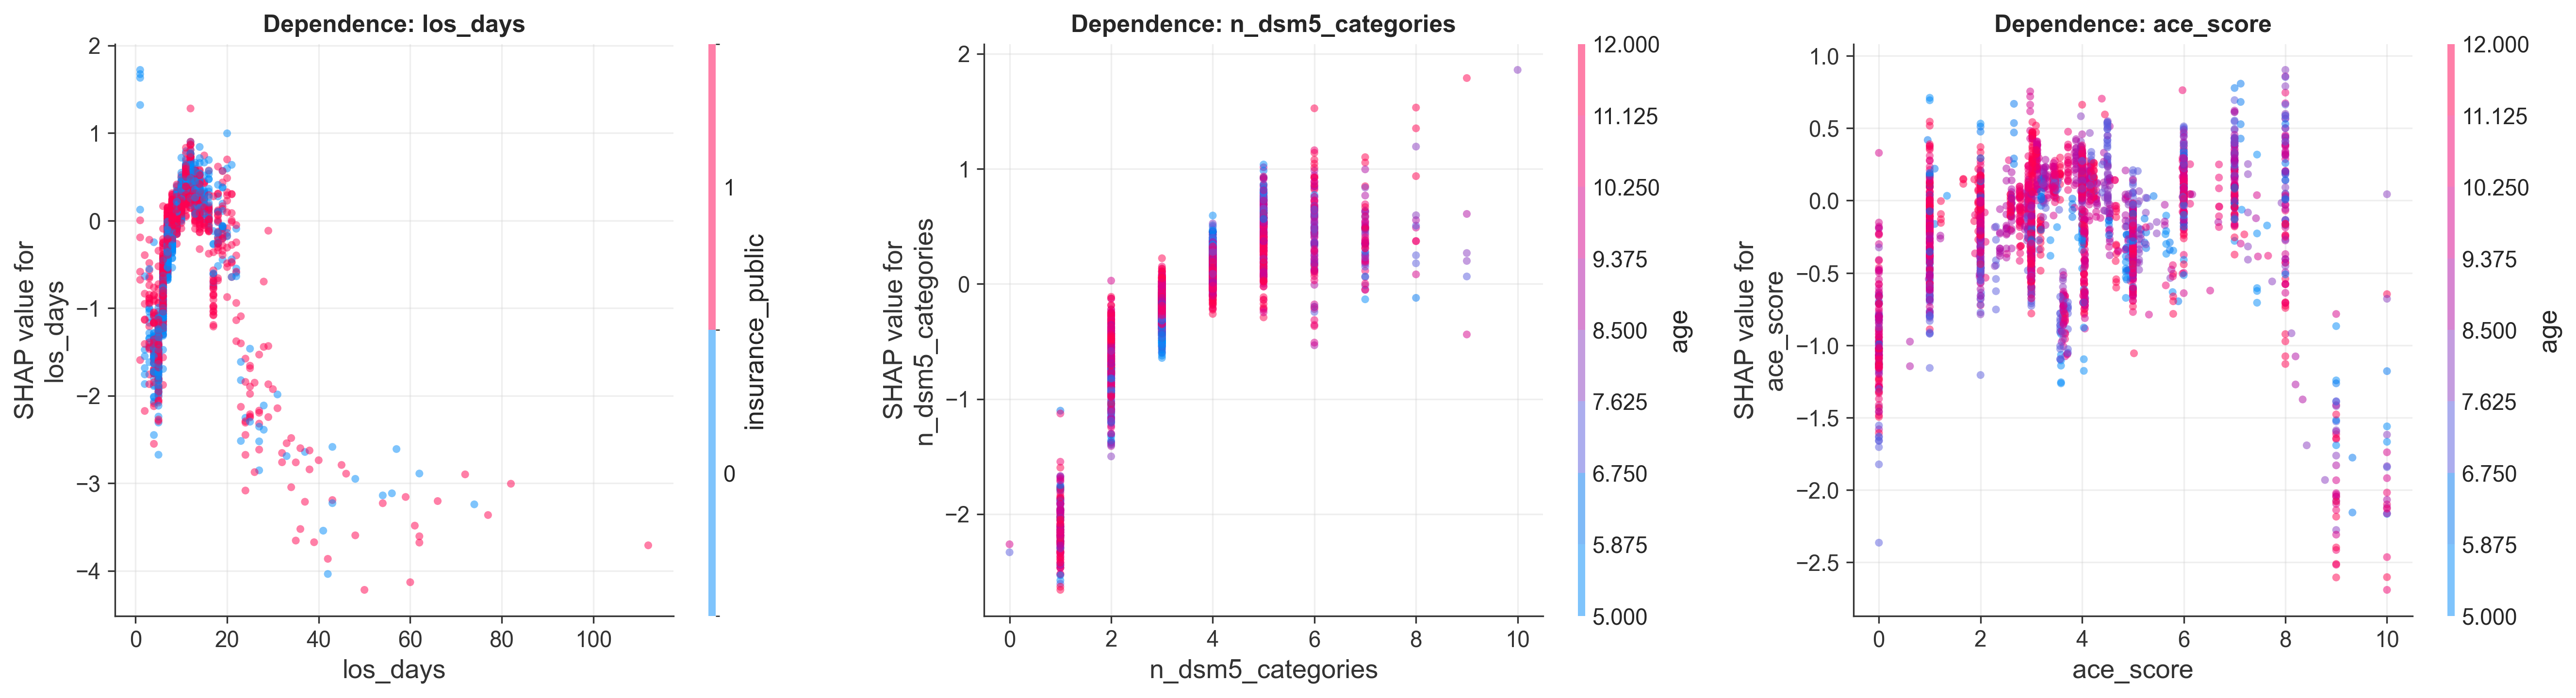 Dependence: los_days
SHAP value for
los_days
2
1
0
−1
−2
−3
−4
0 20 40 60 80 100
los_days
1
0
insurance_public
Dependence: n_dsm5_categories
SHAP value for
n_dsm5_categories
2
1
0
−1
−2
0 2 4 6 8 10
n_dsm5_categories
12.000
11.125
10.250
9.375
8.500
7.625
6.750
5.875
5.000
age
Dependence: ace_score
SHAP value for
ace_score
1.0
0.5
0.0
−0.5
−1.0
−1.5
−2.0
−2.5
0 2 4 6 8 10
ace_score
12.000
11.125
10.250
9.375
8.500
7.625
6.750
5.875
5.000
age